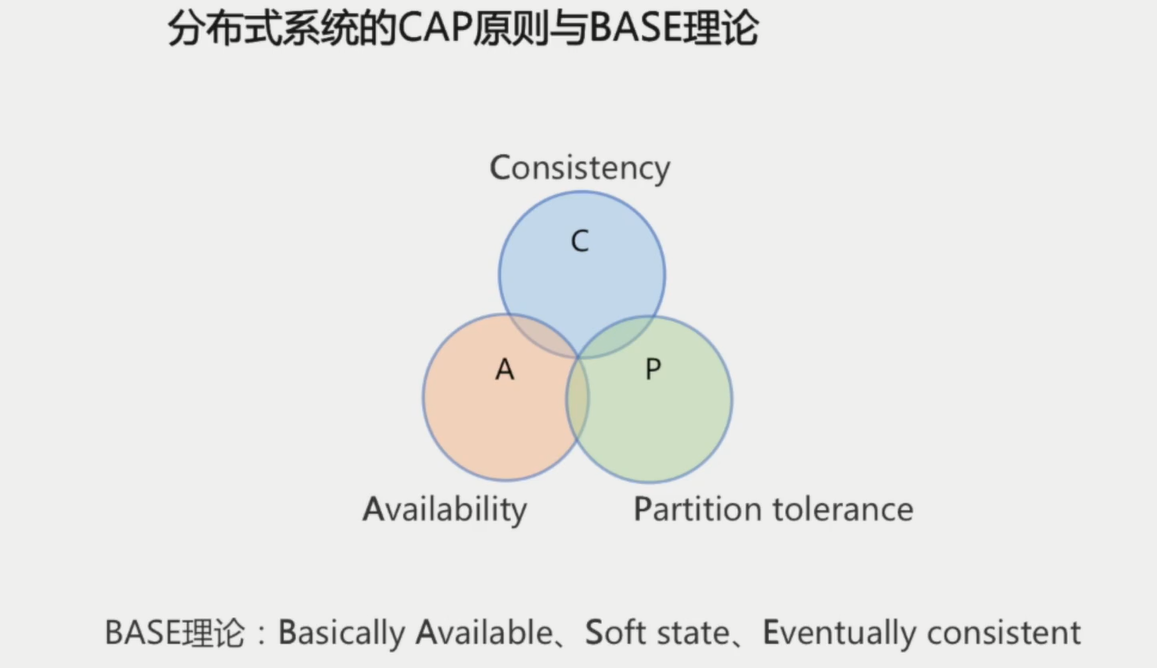 分布式系统的CAP原则与BASE理论
Consistency
C
A
P
Availability
Partition tolerance
BASE理论：Basically Available、Soft state、Eventually consistent